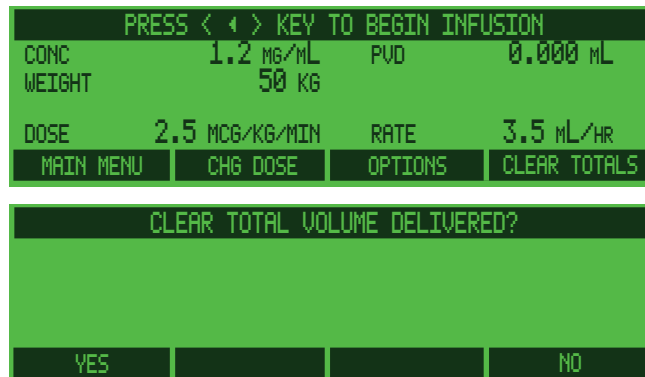 PRESS < ◀ > KEY TO BEGIN INFUSION
CONC 1.2 MG/ML PVD 0.000 ML
WEIGHT 50 KG
DOSE 2.5 MCG/KG/MIN RATE 3.5 ML/HR
MAIN MENU CHG DOSE OPTIONS CLEAR TOTALS
CLEAR TOTAL VOLUME DELIVERED?
YES NO